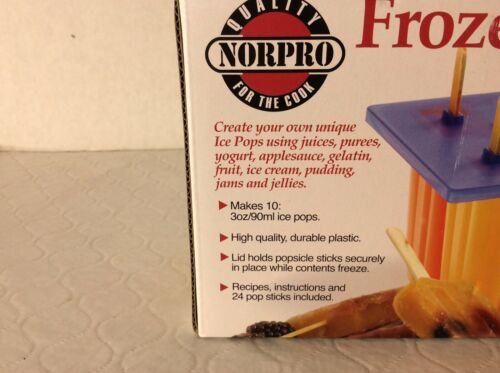 QUALITY
NORPRO
FOR THE COOK
Froze
Create your own unique
Ice Pops using juices, purees,
yogurt, applesauce, gelatin,
fruit, ice cream, pudding,
jams and jellies.
Makes 10:
3oz/90ml ice pops.
High quality, durable plastic.
Lid holds popsicle sticks securely
in place while contents freeze.
Recipes, instructions and
24 pop sticks included.